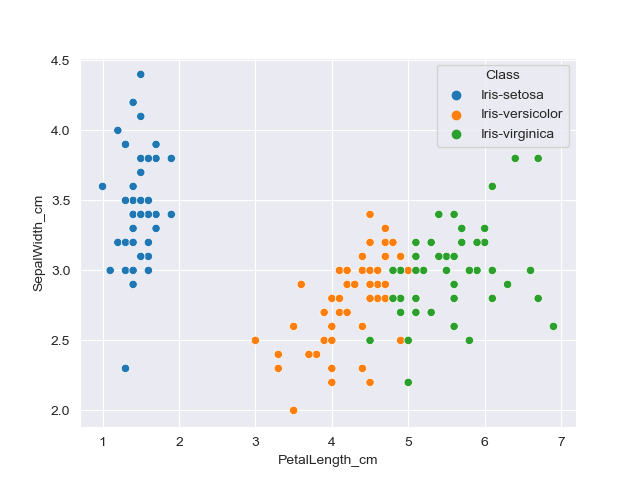 4.5
4.0
3.5
3.0
2.5
2.0
SepalWidth_cm
Class
Iris-setosa
Iris-versicolor
Iris-virginica
1 2 3 4 5 6 7
PetalLength_cm